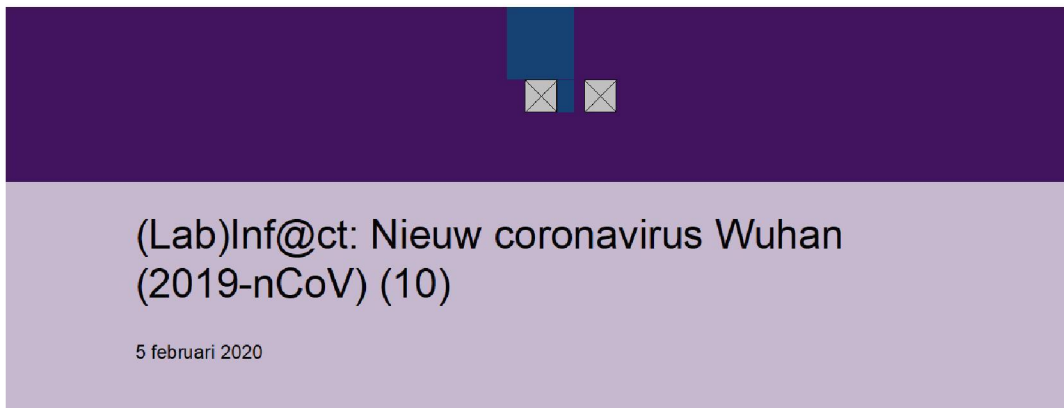 (Lab)Inf@ct: Nieuw coronavirus Wuhan
(2019-nCoV) (10)
5 februari 2020